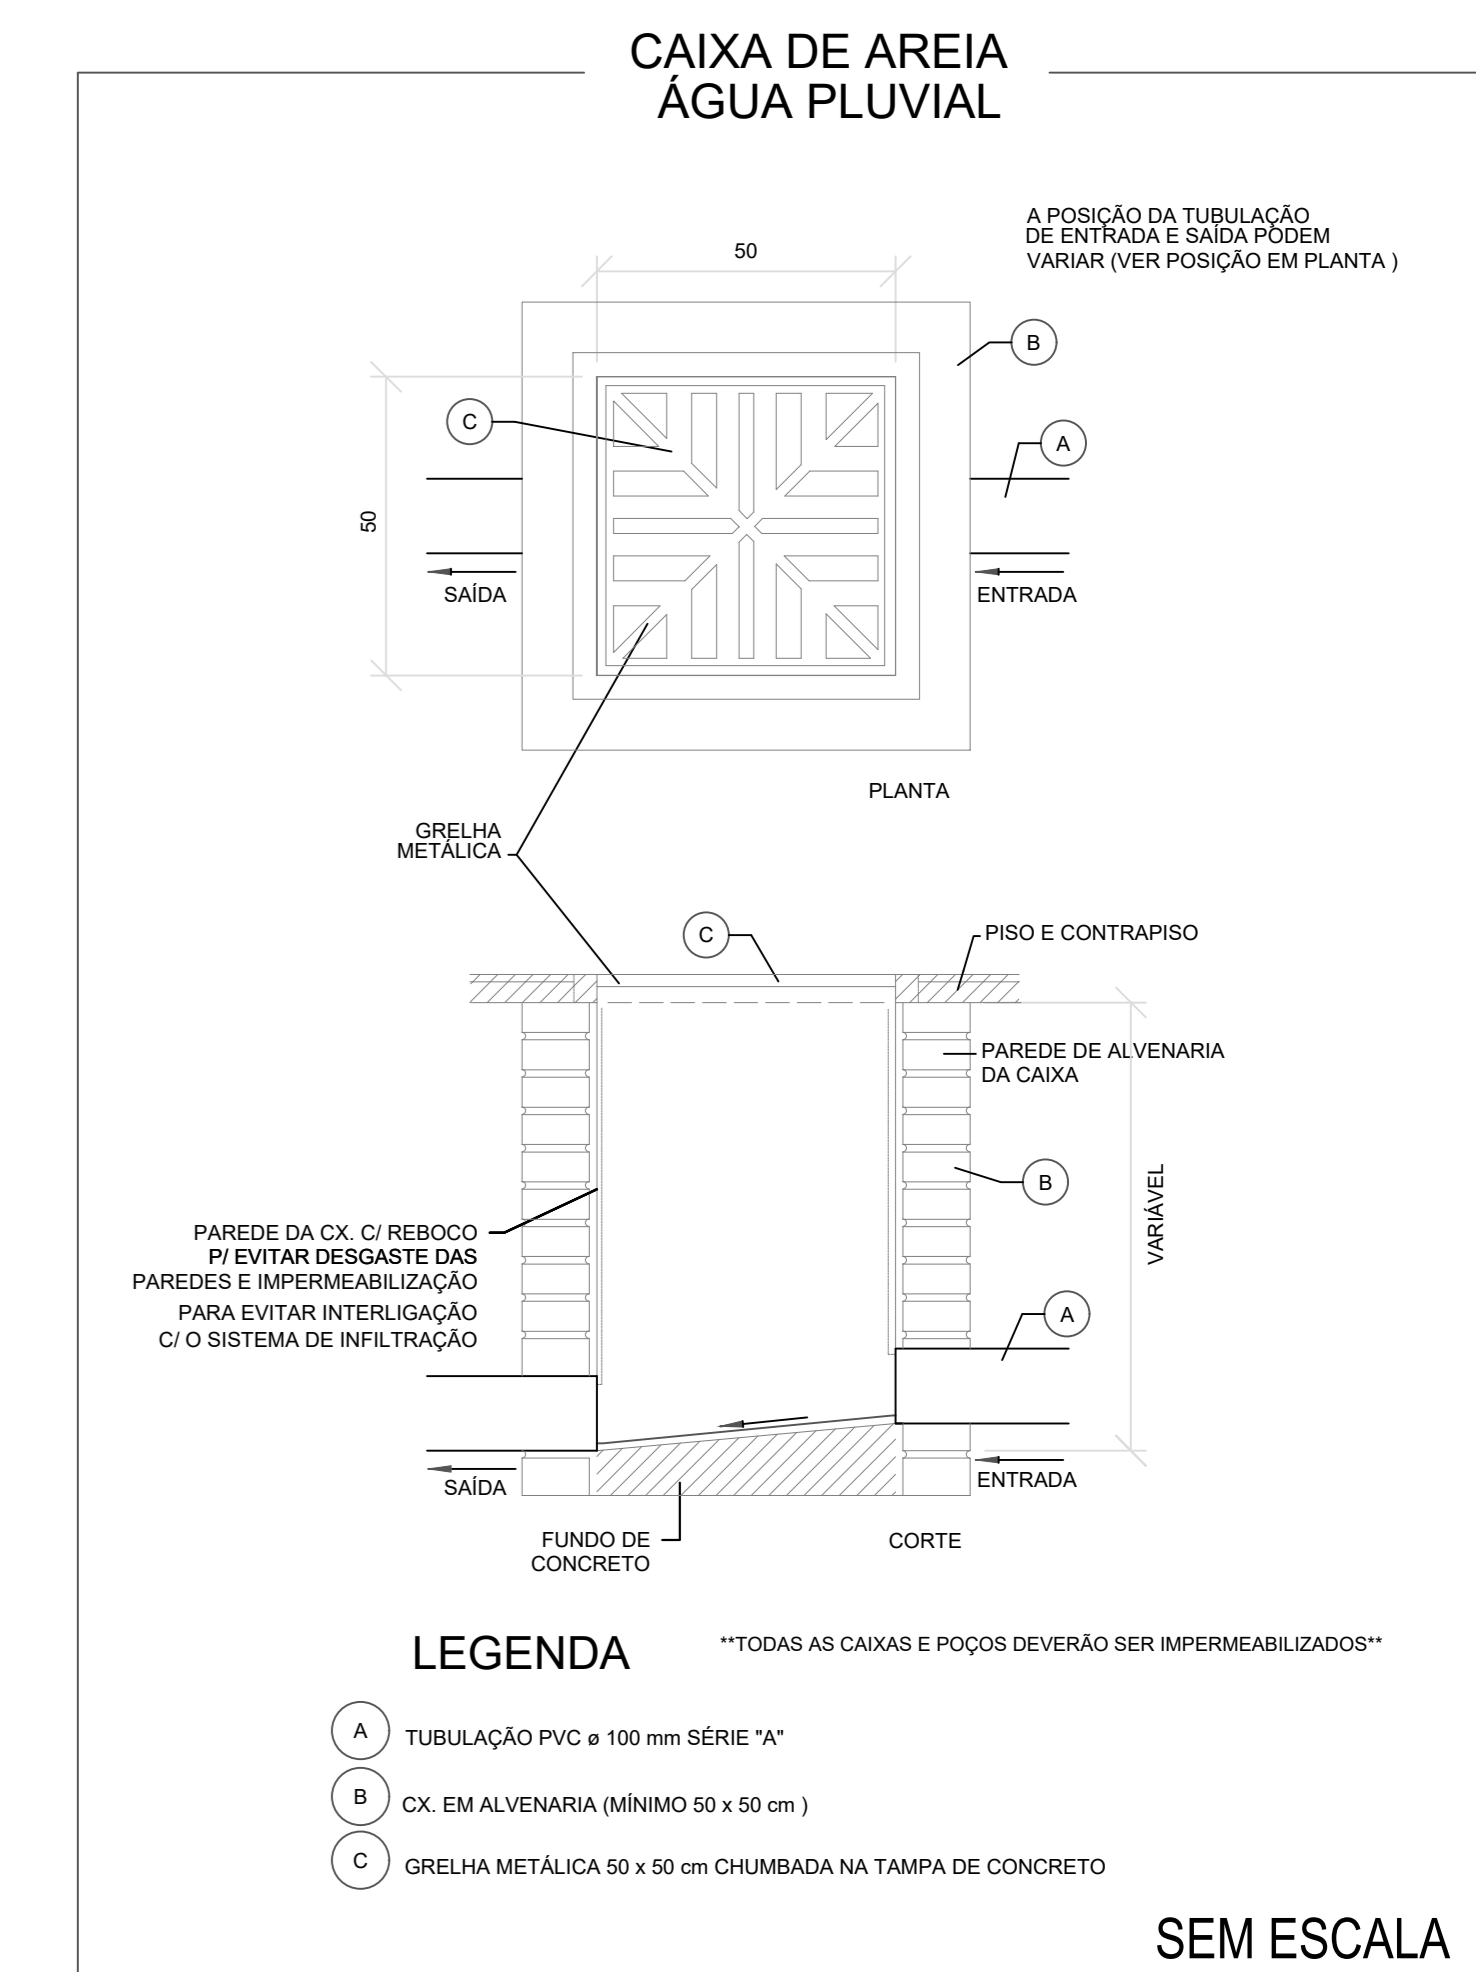 CAIXA DE AREIA
ÁGUA PLUVIAL
A POSIÇÃO DA TUBULAÇÃO
DE ENTRADA E SAÍDA PODEM
VARIAR (VER POSIÇÃO EM PLANTA )
50
B
C
A
50
SAÍDA
ENTRADA
PLANTA
GRELHA
METÁLICA
C
PISO E CONTRAPISO
PAREDE DE ALVENARIA
DA CAIXA
B
VARIÁVEL
PAREDE DA CX. C/ REBOCO
P/ EVITAR DESGASTE DAS
PAREDES E IMPERMEABILIZAÇÃO
PARA EVITAR INTERLIGAÇÃO
C/ O SISTEMA DE INFILTRAÇÃO
A
SAÍDA
ENTRADA
FUNDO DE
CONCRETO
CORTE
LEGENDA
**TODAS AS CAIXAS E POÇOS DEVERÃO SER IMPERMEABILIZADOS**
A TUBULAÇÃO PVC ø 100 mm SÉRIE "A"
B CX. EM ALVENARIA (MÍNIMO 50 x 50 cm )
C GRELHA METÁLICA 50 x 50 cm CHUMBADA NA TAMPA DE CONCRETO
SEM ESCALA